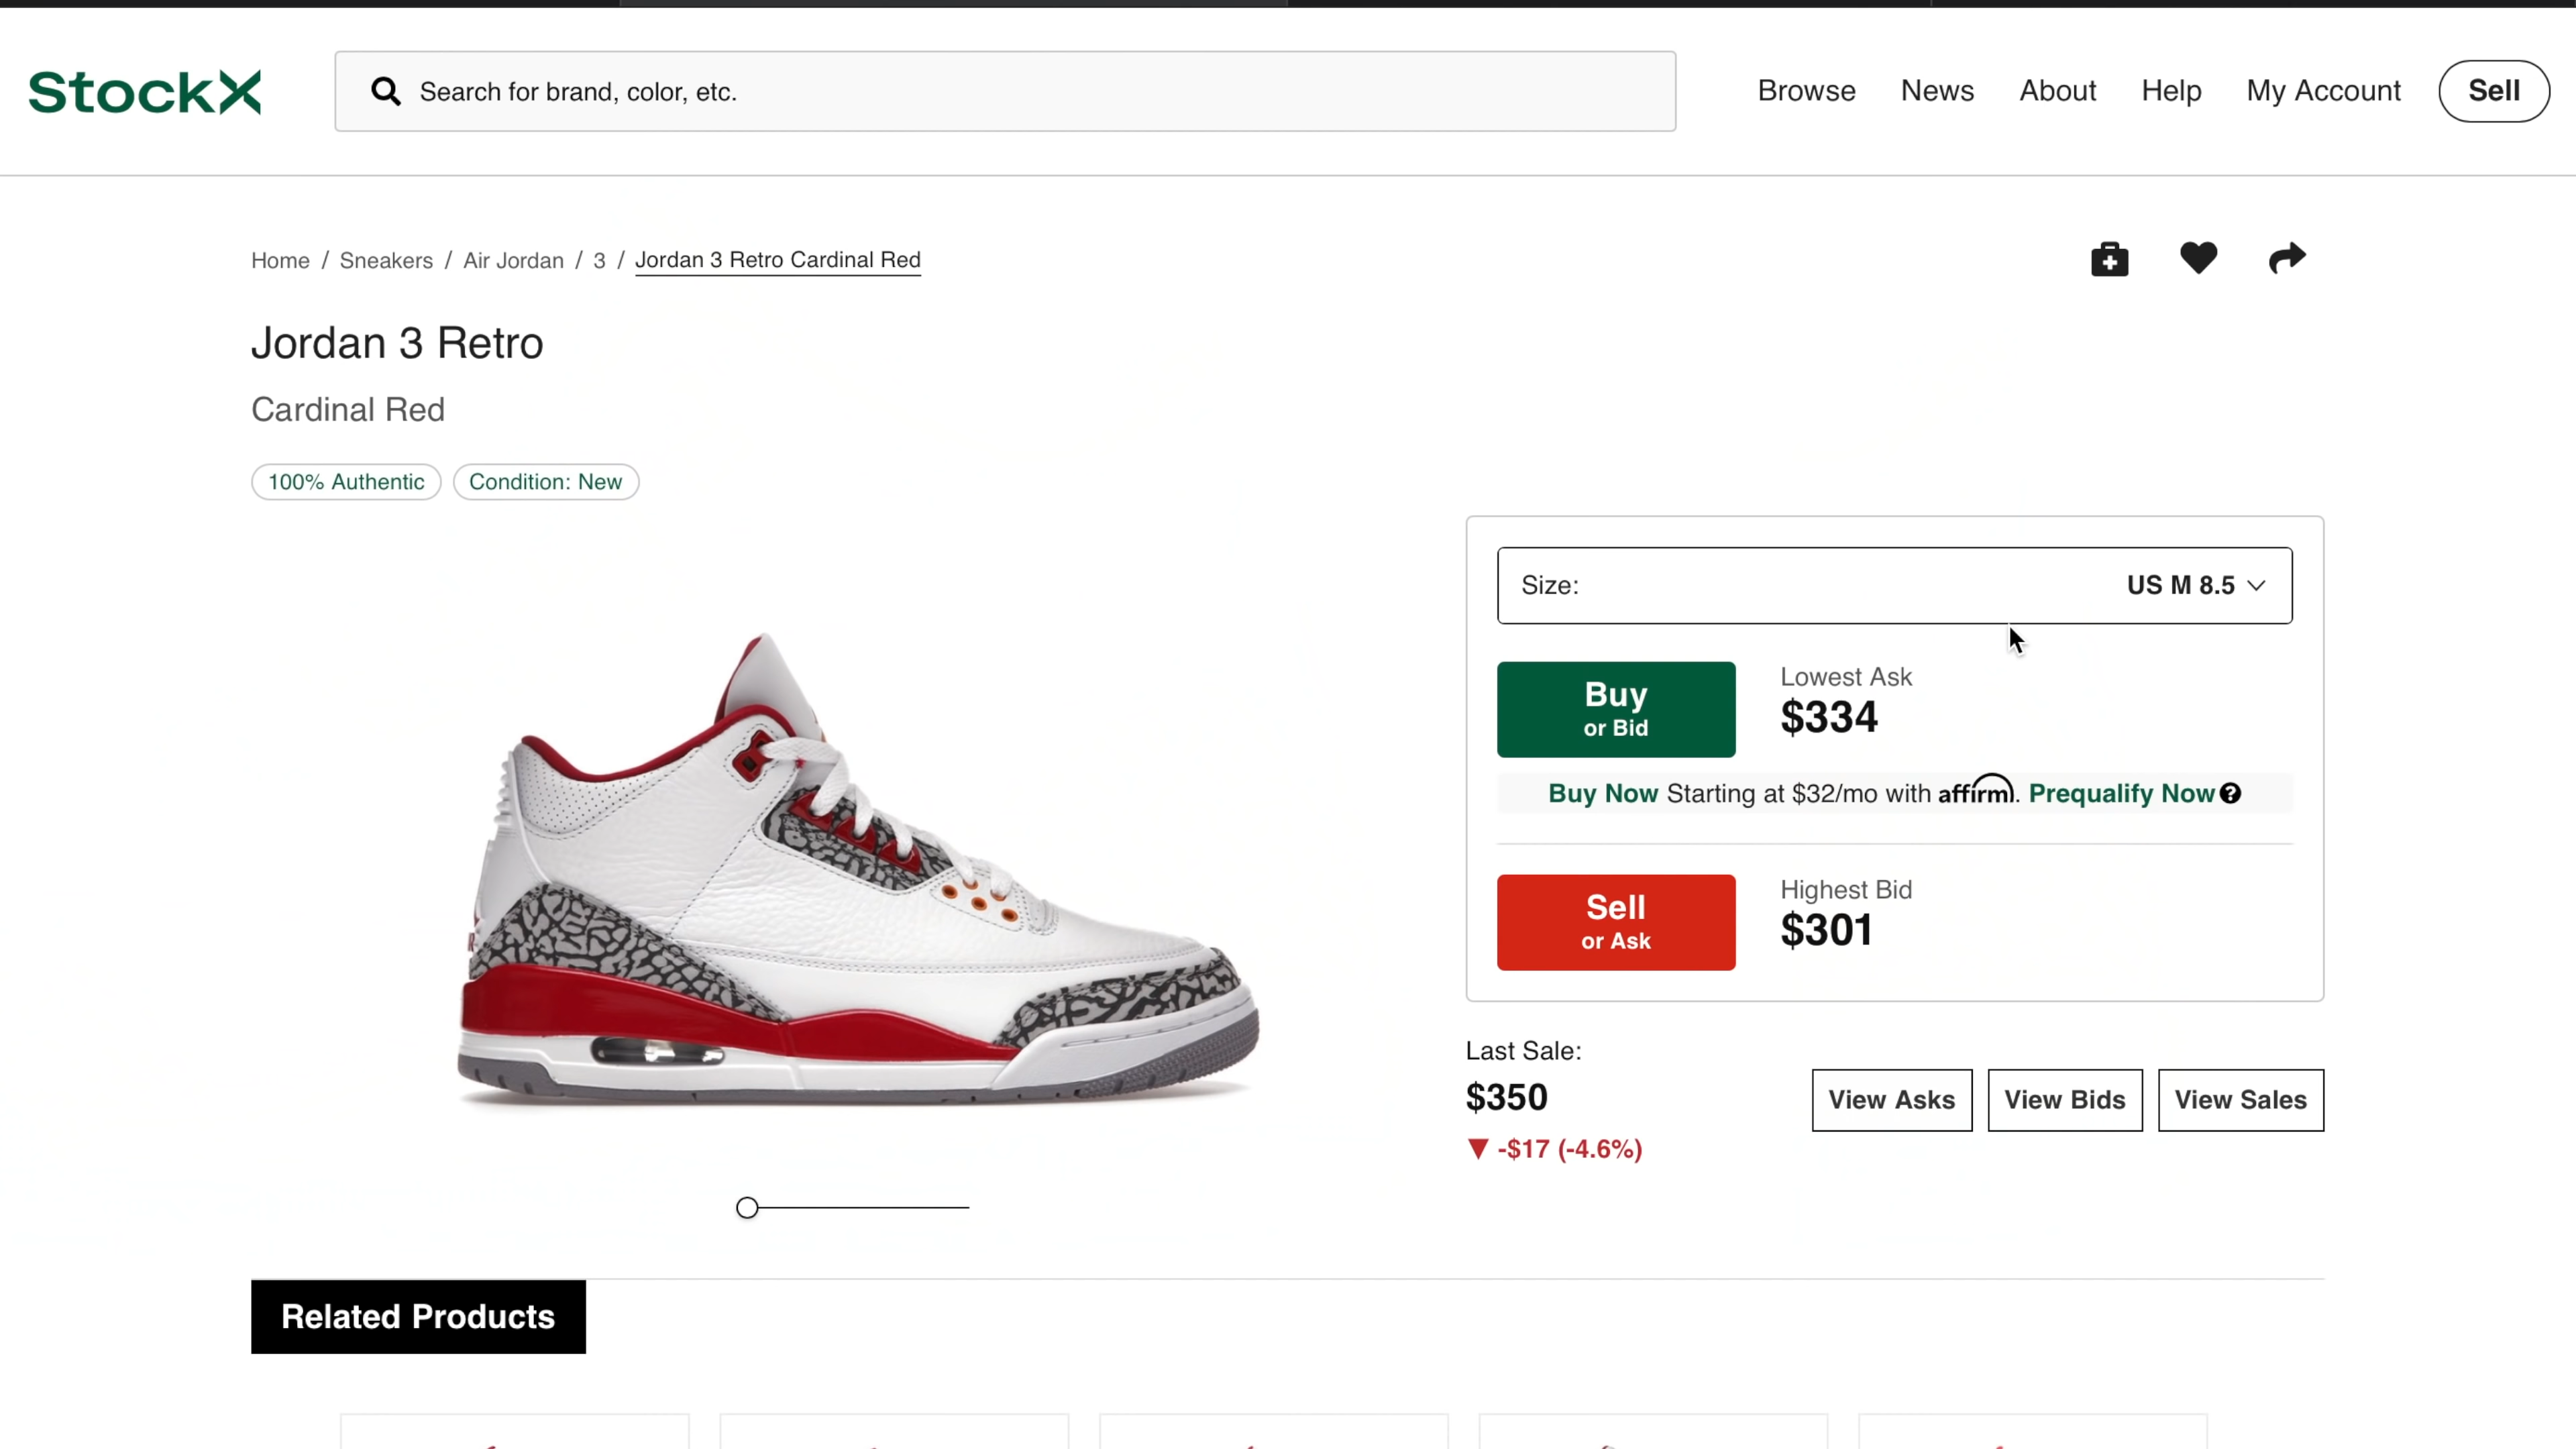 StockX
Search for brand, color, etc.
Browse News About Help My Account Sell
Home / Sneakers / Air Jordan / 3 / Jordan 3 Retro Cardinal Red
Jordan 3 Retro
Cardinal Red
100% Authentic Condition: New
Size: US M 8.5
Buy
or Bid
Lowest Ask
$334
Buy Now Starting at $32/mo with affirm. Prequalify Now
Sell
or Ask
Highest Bid
$301
Last Sale:
$350
-$17 (-4.6%)
View Asks View Bids View Sales
Related Products